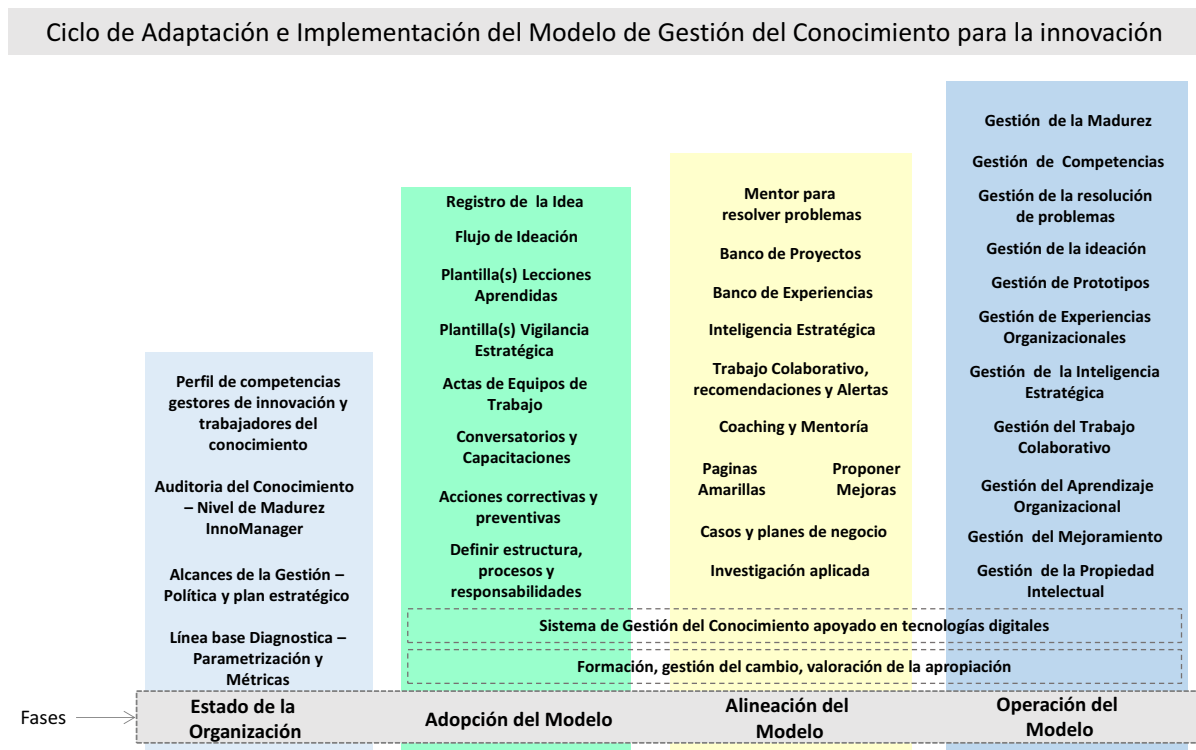 Ciclo de Adaptación e Implementación del Modelo de Gestión del Conocimiento para la innovación
Perfil de competencias
gestores de innovación y
trabajadores del
conocimiento
Auditoria del Conocimiento
– Nivel de Madurez
InnoManager
Alcances de la Gestión –
Política y plan estratégico
Línea base Diagnostica –
Parametrización y
Métricas
Registro de la Idea
Flujo de Ideación
Plantilla(s) Lecciones
Aprendidas
Plantilla(s) Vigilancia
Estratégica
Actas de Equipos de
Trabajo
Conversatorios y
Capacitaciones
Acciones correctivas y
preventivas
Definir estructura,
procesos y
responsabilidades
Mentor para
resolver problemas
Banco de Proyectos
Banco de Experiencias
Inteligencia Estratégica
Trabajo Colaborativo,
recomendaciones y Alertas
Coaching y Mentoría
Paginas
Amarillas
Proponer
Mejoras
Casos y planes de negocio
Investigación aplicada
Gestión de la Madurez
Gestión de Competencias
Gestión de la resolución
de problemas
Gestión de la ideación
Gestión de Prototipos
Gestión de Experiencias
Organizacionales
Gestión de la Inteligencia
Estratégica
Gestión del Trabajo
Colaborativo
Gestión del Aprendizaje
Organizacional
Gestión del Mejoramiento
Gestión de la Propiedad
Intelectual
Sistema de Gestión del Conocimiento apoyado en tecnologías digitales
Formación, gestión del cambio, valoración de la apropiación
Fases
Estado de la
Organización
Adopción del Modelo
Alineación del
Modelo
Operación del
Modelo